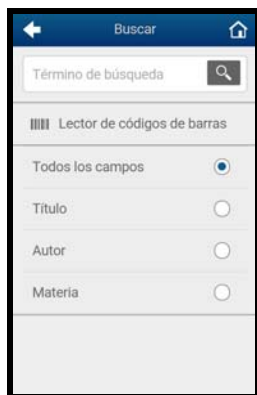 Buscar
Término de búsqueda
Lector de códigos de barras
Todos los campos
Título
Autor
Materia